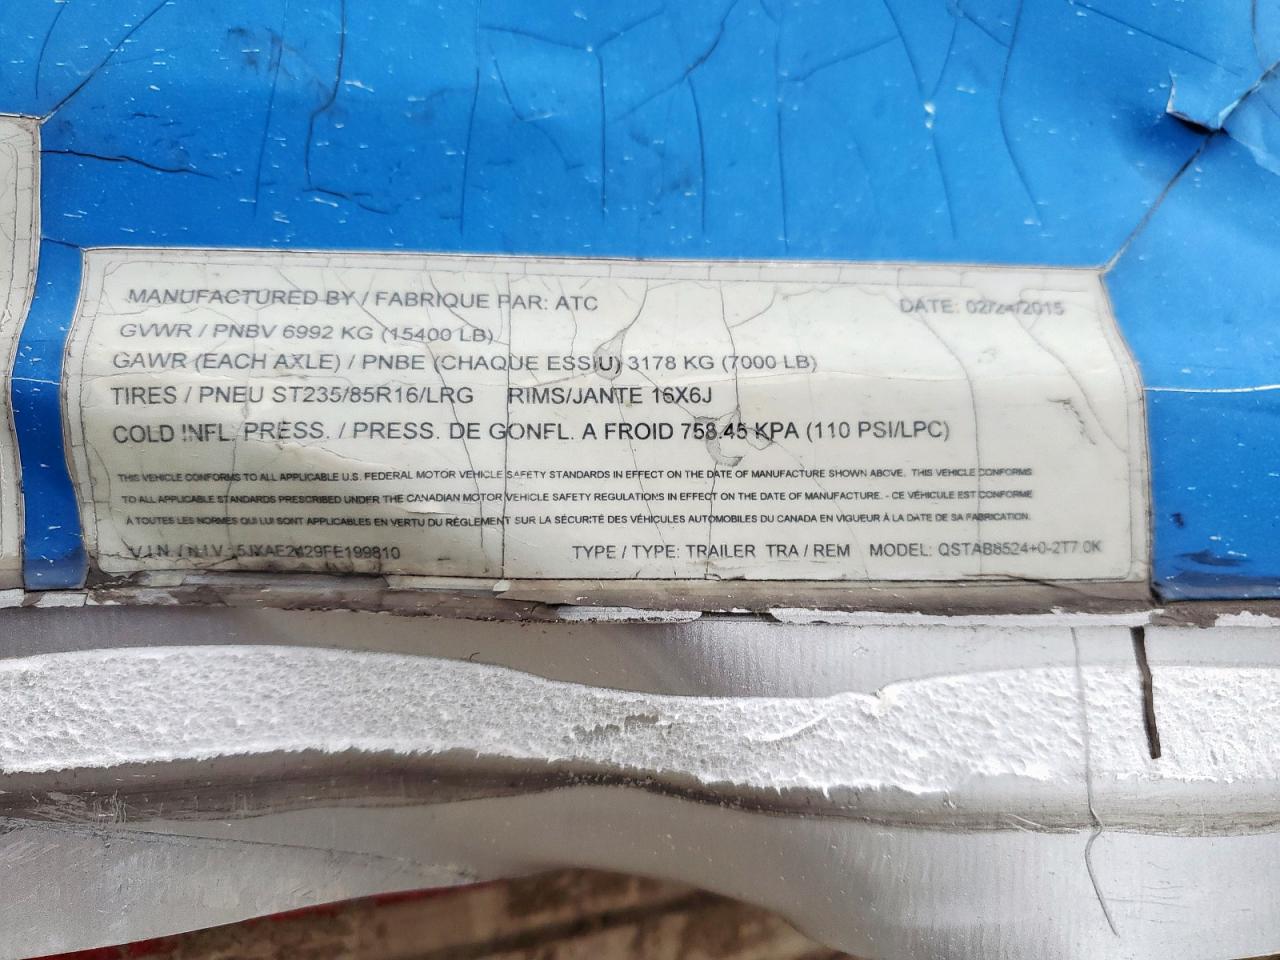 MANUFACTURED BY / FABRIQUE PAR: ATC DATE: 02/24/2015
GVWR / PNBV 6992 KG (15400 LB)
GAWR (EACH AXLE) / PNBE (CHAQUE ESSIU) 3178 KG (7000 LB)
TIRES / PNEU ST235/85R16/LRG RIMS/JANTE 16X6J
COLD INFL. PRESS. / PRESS. DE GONFL. A FROID 758.45 KPA (110 PSI/LPC)
THIS VEHICLE CONFORMS TO ALL APPLICABLE U.S. FEDERAL MOTOR VEHICLE SAFETY STANDARDS IN EFFECT ON THE DATE OF MANUFACTURE SHOWN ABOVE. THIS VEHICLE CONFORMS
TO ALL APPLICABLE STANDARDS PRESCRIBED UNDER THE CANADIAN MOTOR VEHICLE SAFETY REGULATIONS IN EFFECT ON THE DATE OF MANUFACTURE. - CE VÉHICULE EST CONFORME
A TOUTES LES NORMES QUI LUI SONT APPLICABLES EN VERTU DU RÈGLEMENT SUR LA SÉCURITÉ DES VÉHICULES AUTOMOBILES DU CANADA EN VIGUEUR À LA DATE DE SA FABRICATION.
V.I.N. / N.I.V.: 5JXAE2429FE199810 TYPE / TYPE: TRAILER TRA / REM MODEL: QSTAB8524+0-2T7.0K